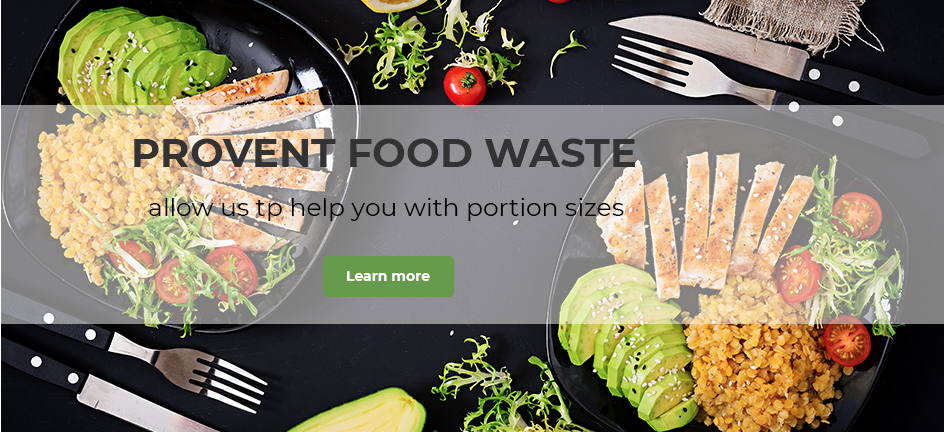 PROVENT FOOD WASTE
allow us tp help you with portion sizes
Learn more